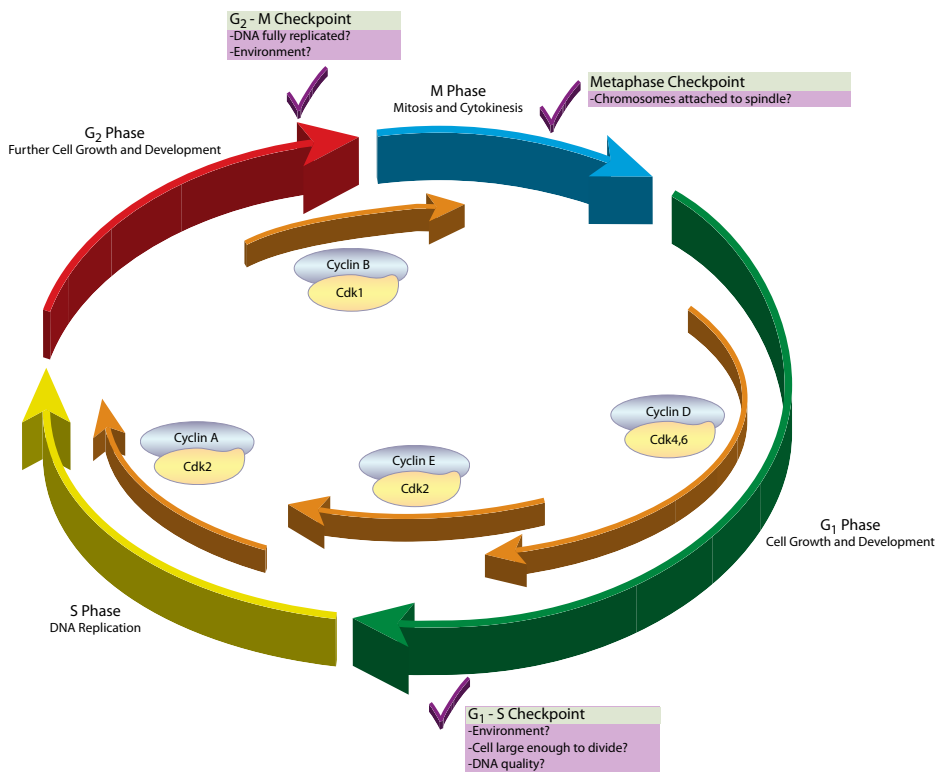 G₂ - M Checkpoint
-DNA fully replicated?
-Environment?
M Phase
Mitosis and Cytokinesis
Metaphase Checkpoint
-Chromosomes attached to spindle?
G₂ Phase
Further Cell Growth and Development
Cyclin B
Cdk1
Cyclin D
Cdk4,6
Cyclin A
Cdk2
Cyclin E
Cdk2
G₁ Phase
Cell Growth and Development
S Phase
DNA Replication
G₁ - S Checkpoint
-Environment?
-Cell large enough to divide?
-DNA quality?